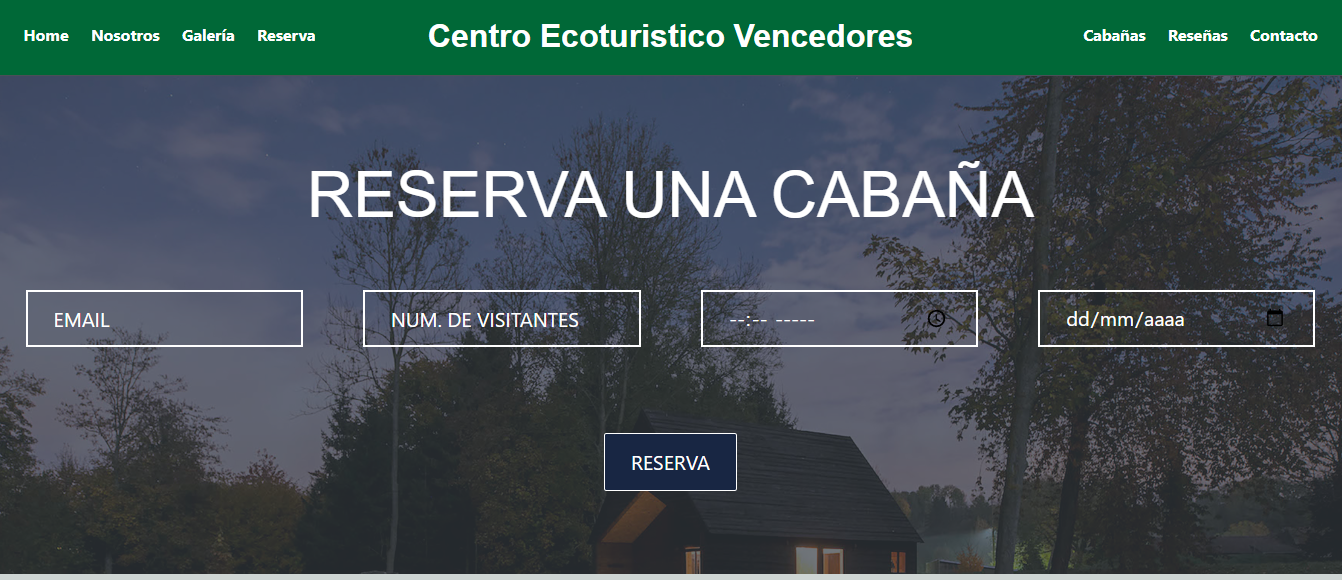 Home Nosotros Galería Reserva Centro Ecoturistico Vencedores Cabañas Reseñas Contacto
RESERVA UNA CABAÑA
EMAIL NUM. DE VISITANTES --:-- ----- dd/mm/aaaa
RESERVA